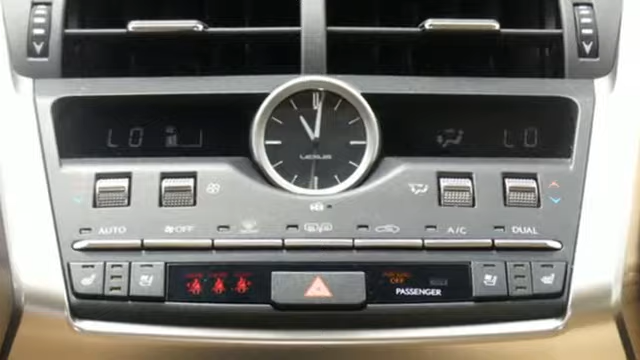 LO LO
LEXUS
AUTO OFF A/C DUAL
OFF
PASSENGER